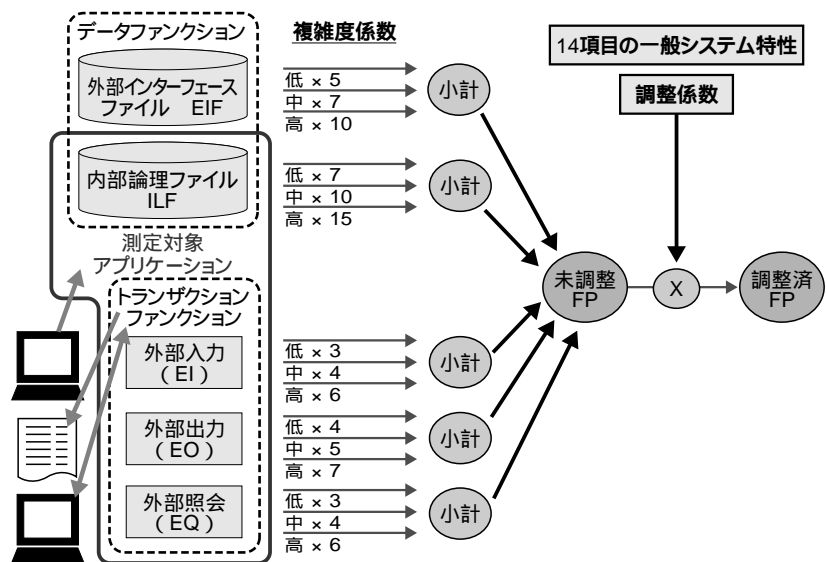 データファンクション
外部インターフェース
ファイル EIF
内部論理ファイル
ILF
測定対象
アプリケーション
トランザクション
ファンクション
外部入力
(EI)
外部出力
(EO)
外部照会
(EQ)
複雑度係数
低 × 5
中 × 7
高 × 10
小計
低 × 7
中 × 10
高 × 15
小計
低 × 3
中 × 4
高 × 6
小計
低 × 4
中 × 5
高 × 7
小計
低 × 3
中 × 4
高 × 6
小計
14項目の一般システム特性
調整係数
未調整
FP
X
調整済
FP